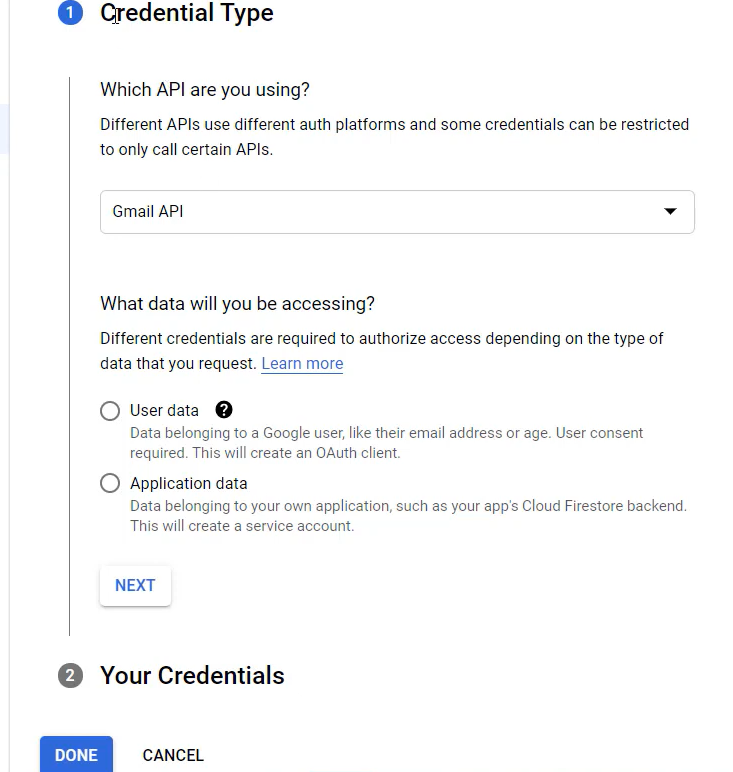 1 Credential Type
Which API are you using?
Different APIs use different auth platforms and some credentials can be restricted
to only call certain APIs.
Gmail API
What data will you be accessing?
Different credentials are required to authorize access depending on the type of
data that you request. Learn more
User data ?
Data belonging to a Google user, like their email address or age. User consent
required. This will create an OAuth client.
Application data
Data belonging to your own application, such as your app's Cloud Firestore backend.
This will create a service account.
NEXT
2 Your Credentials
DONE CANCEL